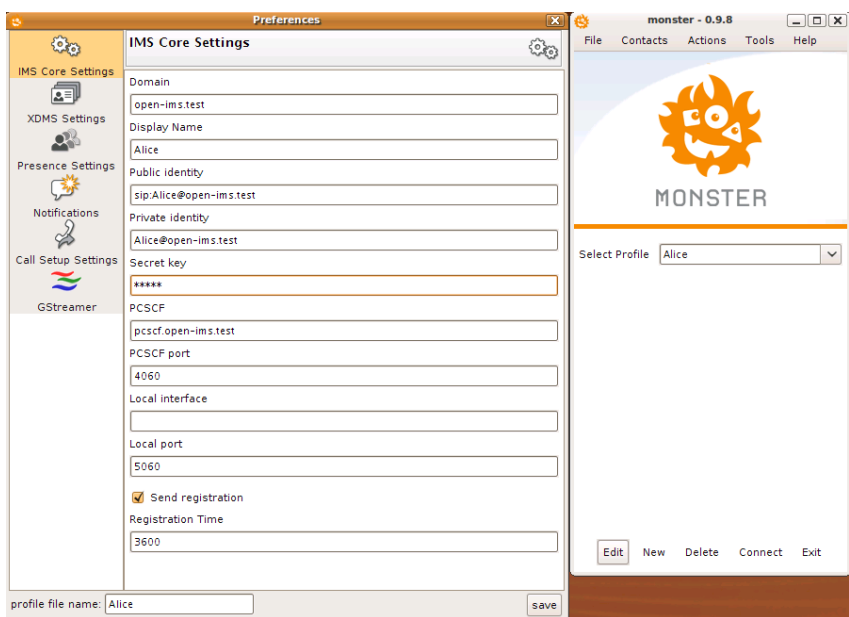 Preferences
IMS Core Settings
XDMS Settings
Presence Settings
Notifications
Call Setup Settings
GStreamer
IMS Core Settings
Domain
open-ims.test
Display Name
Alice
Public identity
sip:Alice@open-ims.test
Private identity
Alice@open-ims.test
Secret key
*****
PCSCF
pcscf.open-ims.test
PCSCF port
4060
Local interface
Local port
5060
Send registration
Registration Time
3600
profile file name: Alice
save
monster - 0.9.8
File Contacts Actions Tools Help
MONSTER
Select Profile Alice
Edit New Delete Connect Exit